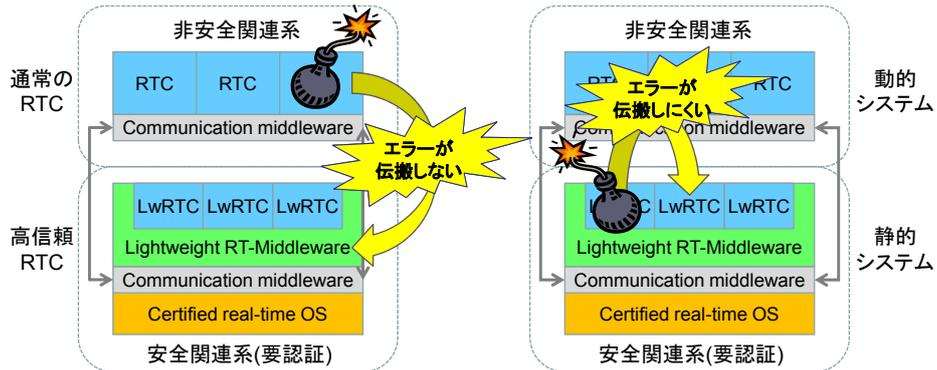 非安全関連系
通常の
RTC
RTC
RTC
Communication middleware
エラーが
伝搬しない
高信頼
RTC
LwRTC
LwRTC
LwRTC
Lightweight RT-Middleware
Communication middleware
Certified real-time OS
安全関連系(要認証)
非安全関連系
RTC
エラーが
伝搬しにくい
動的
システム
middleware
LwRTC
LwRTC
静的
システム
Lightweight RT-Middleware
Communication middleware
Certified real-time OS
安全関連系(要認証)